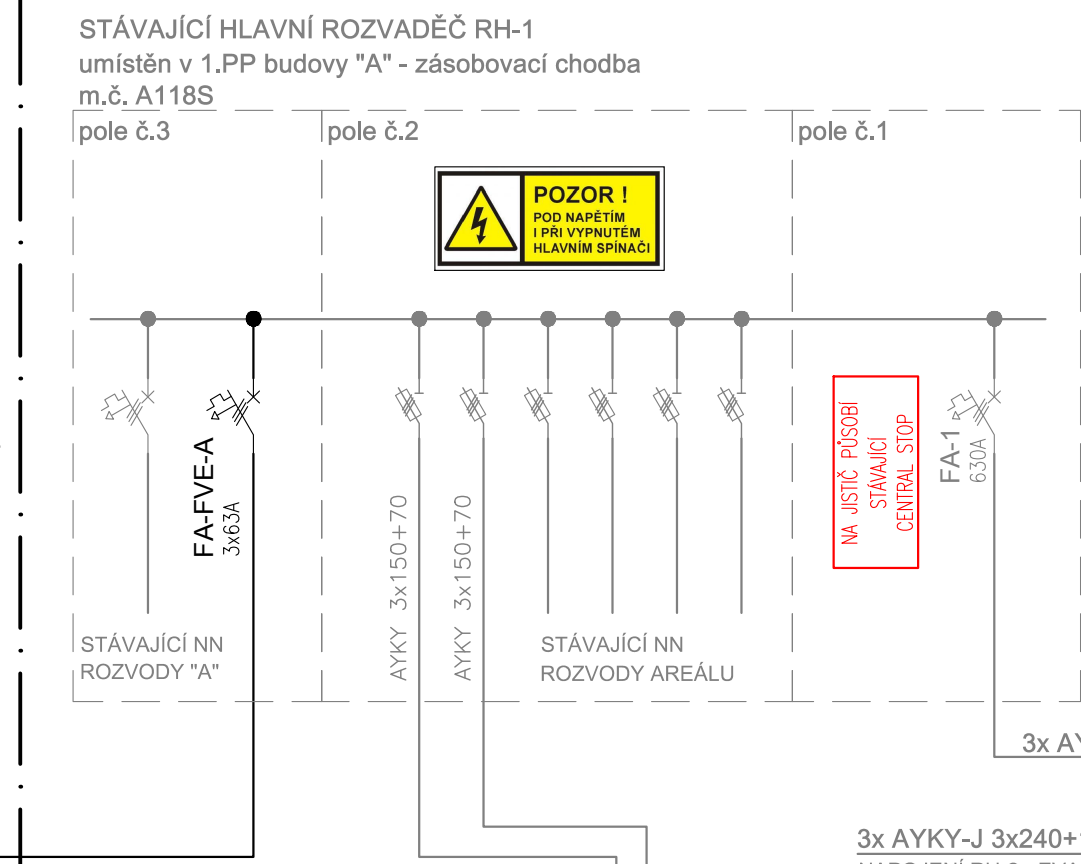 STÁVAJÍCÍ HLAVNÍ ROZVADĚČ RH-1
umístěn v 1.PP budovy "A" - zásobovací chodba
m.č. A118S
pole č.3
pole č.2
pole č.1
POZOR !
POD NAPĚTÍM
I PŘI VYPNUTÉM
HLAVNÍM SPÍNAČI
FA-FVE-A
3x63A
AYKY 3x150+70
AYKY 3x150+70
NA JISTIČ PŮSOBÍ
STÁVAJÍCÍ
CENTRAL STOP
FA-1
630A
STÁVAJÍCÍ NN
ROZVODY "A"
STÁVAJÍCÍ NN
ROZVODY AREÁLU
3x
3x AYKY-J